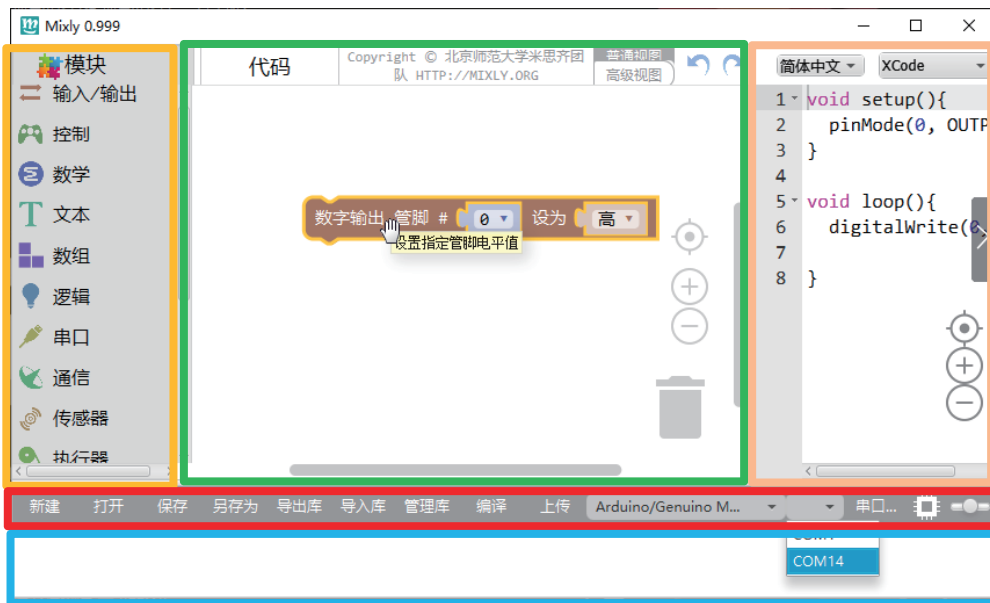 Mixly 0.999
模块
输入/输出
控制
数学
文本
数组
逻辑
串口
通信
传感器
执行器
代码
Copyright © 北京师范大学米思齐团
队 HTTP://MIXLY.ORG
普通视图
高级视图
数字输出 管脚 # 0 设为 高
设置指定管脚电平值
简体中文 XCode
1 void setup(){
2 pinMode(0, OUTP
3 }
4
5 void loop(){
6 digitalWrite(0,
7
8 }
新建 打开 保存 另存为 导出库 导入库 管理库 编译 上传 Arduino/Genuino M... 串口...
COM14